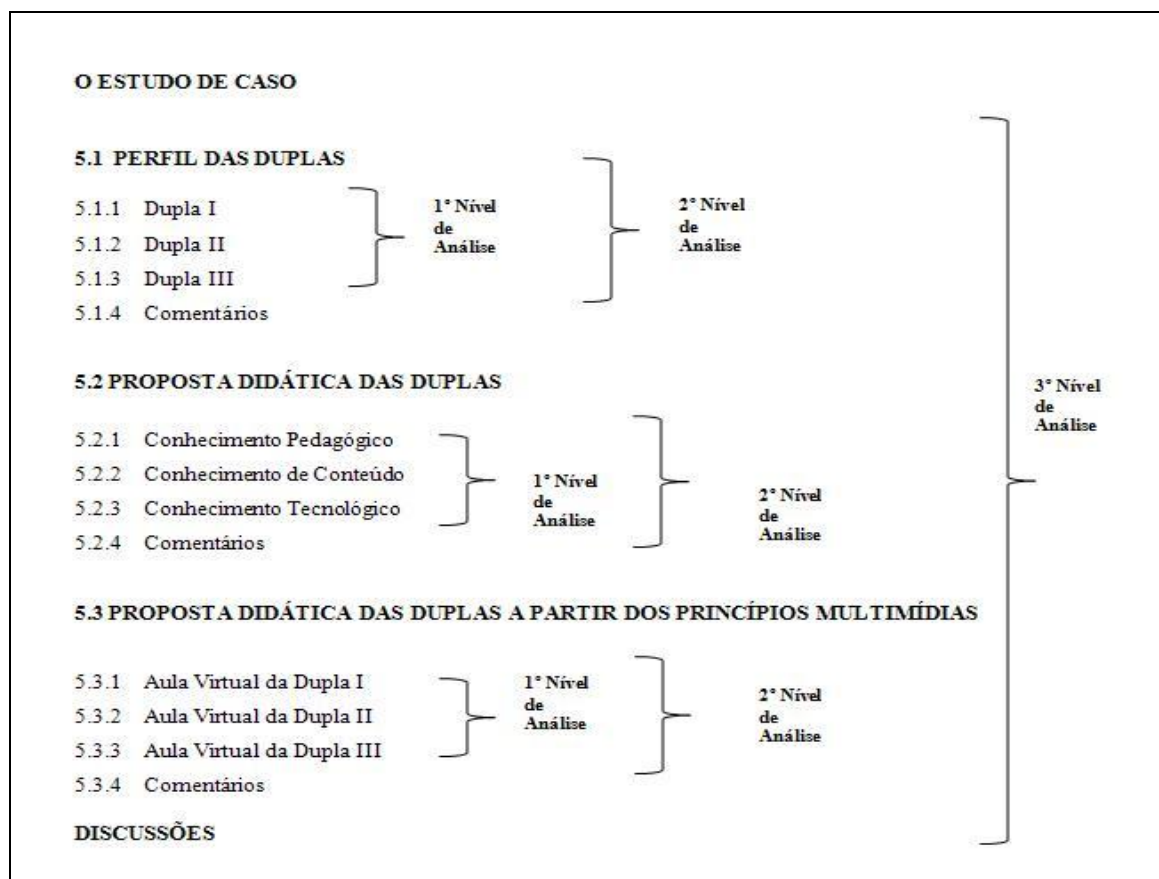 O ESTUDO DE CASO
5.1 PERFIL DAS DUPLAS
5.1.1 Dupla I
5.1.2 Dupla II
5.1.3 Dupla III
5.1.4 Comentários
1° Nível
de
Análise
2° Nível
de
Análise
5.2 PROPOSTA DIDÁTICA DAS DUPLAS
5.2.1 Conhecimento Pedagógico
5.2.2 Conhecimento de Conteúdo
5.2.3 Conhecimento Tecnológico
5.2.4 Comentários
1° Nível
de
Análise
2° Nível
de
Análise
3° Nível
de
Análise
5.3 PROPOSTA DIDÁTICA DAS DUPLAS A PARTIR DOS PRINCÍPIOS MULTIMÍDIAS
5.3.1 Aula Virtual da Dupla I
5.3.2 Aula Virtual da Dupla II
5.3.3 Aula Virtual da Dupla III
5.3.4 Comentários
1° Nível
de
Análise
2° Nível
de
Análise
DISCUSSÕES